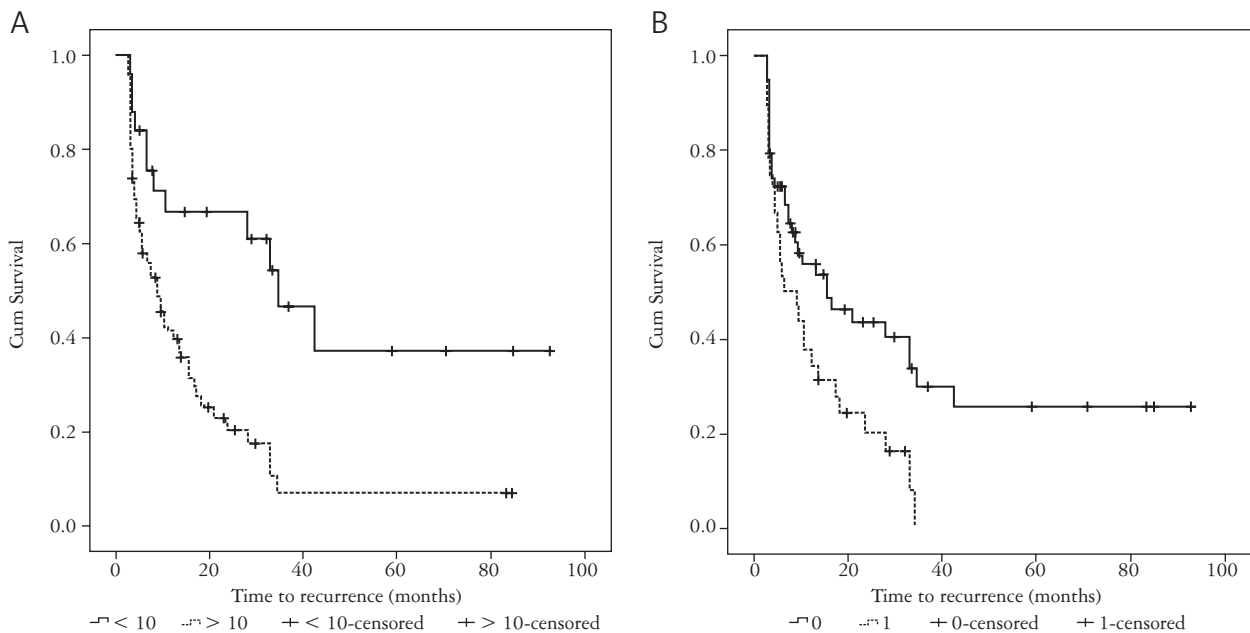 A
1.0
0.8
0.6
0.4
0.2
0.0
Cum Survival
0 20 40 60 80 100
Time to recurrence (months)
< 10 > 10 < 10-censored > 10-censored
B
1.0
0.8
0.6
0.4
0.2
0.0
Cum Survival
0 20 40 60 80 100
Time to recurrence (months)
0 1 0-censored 1-censored